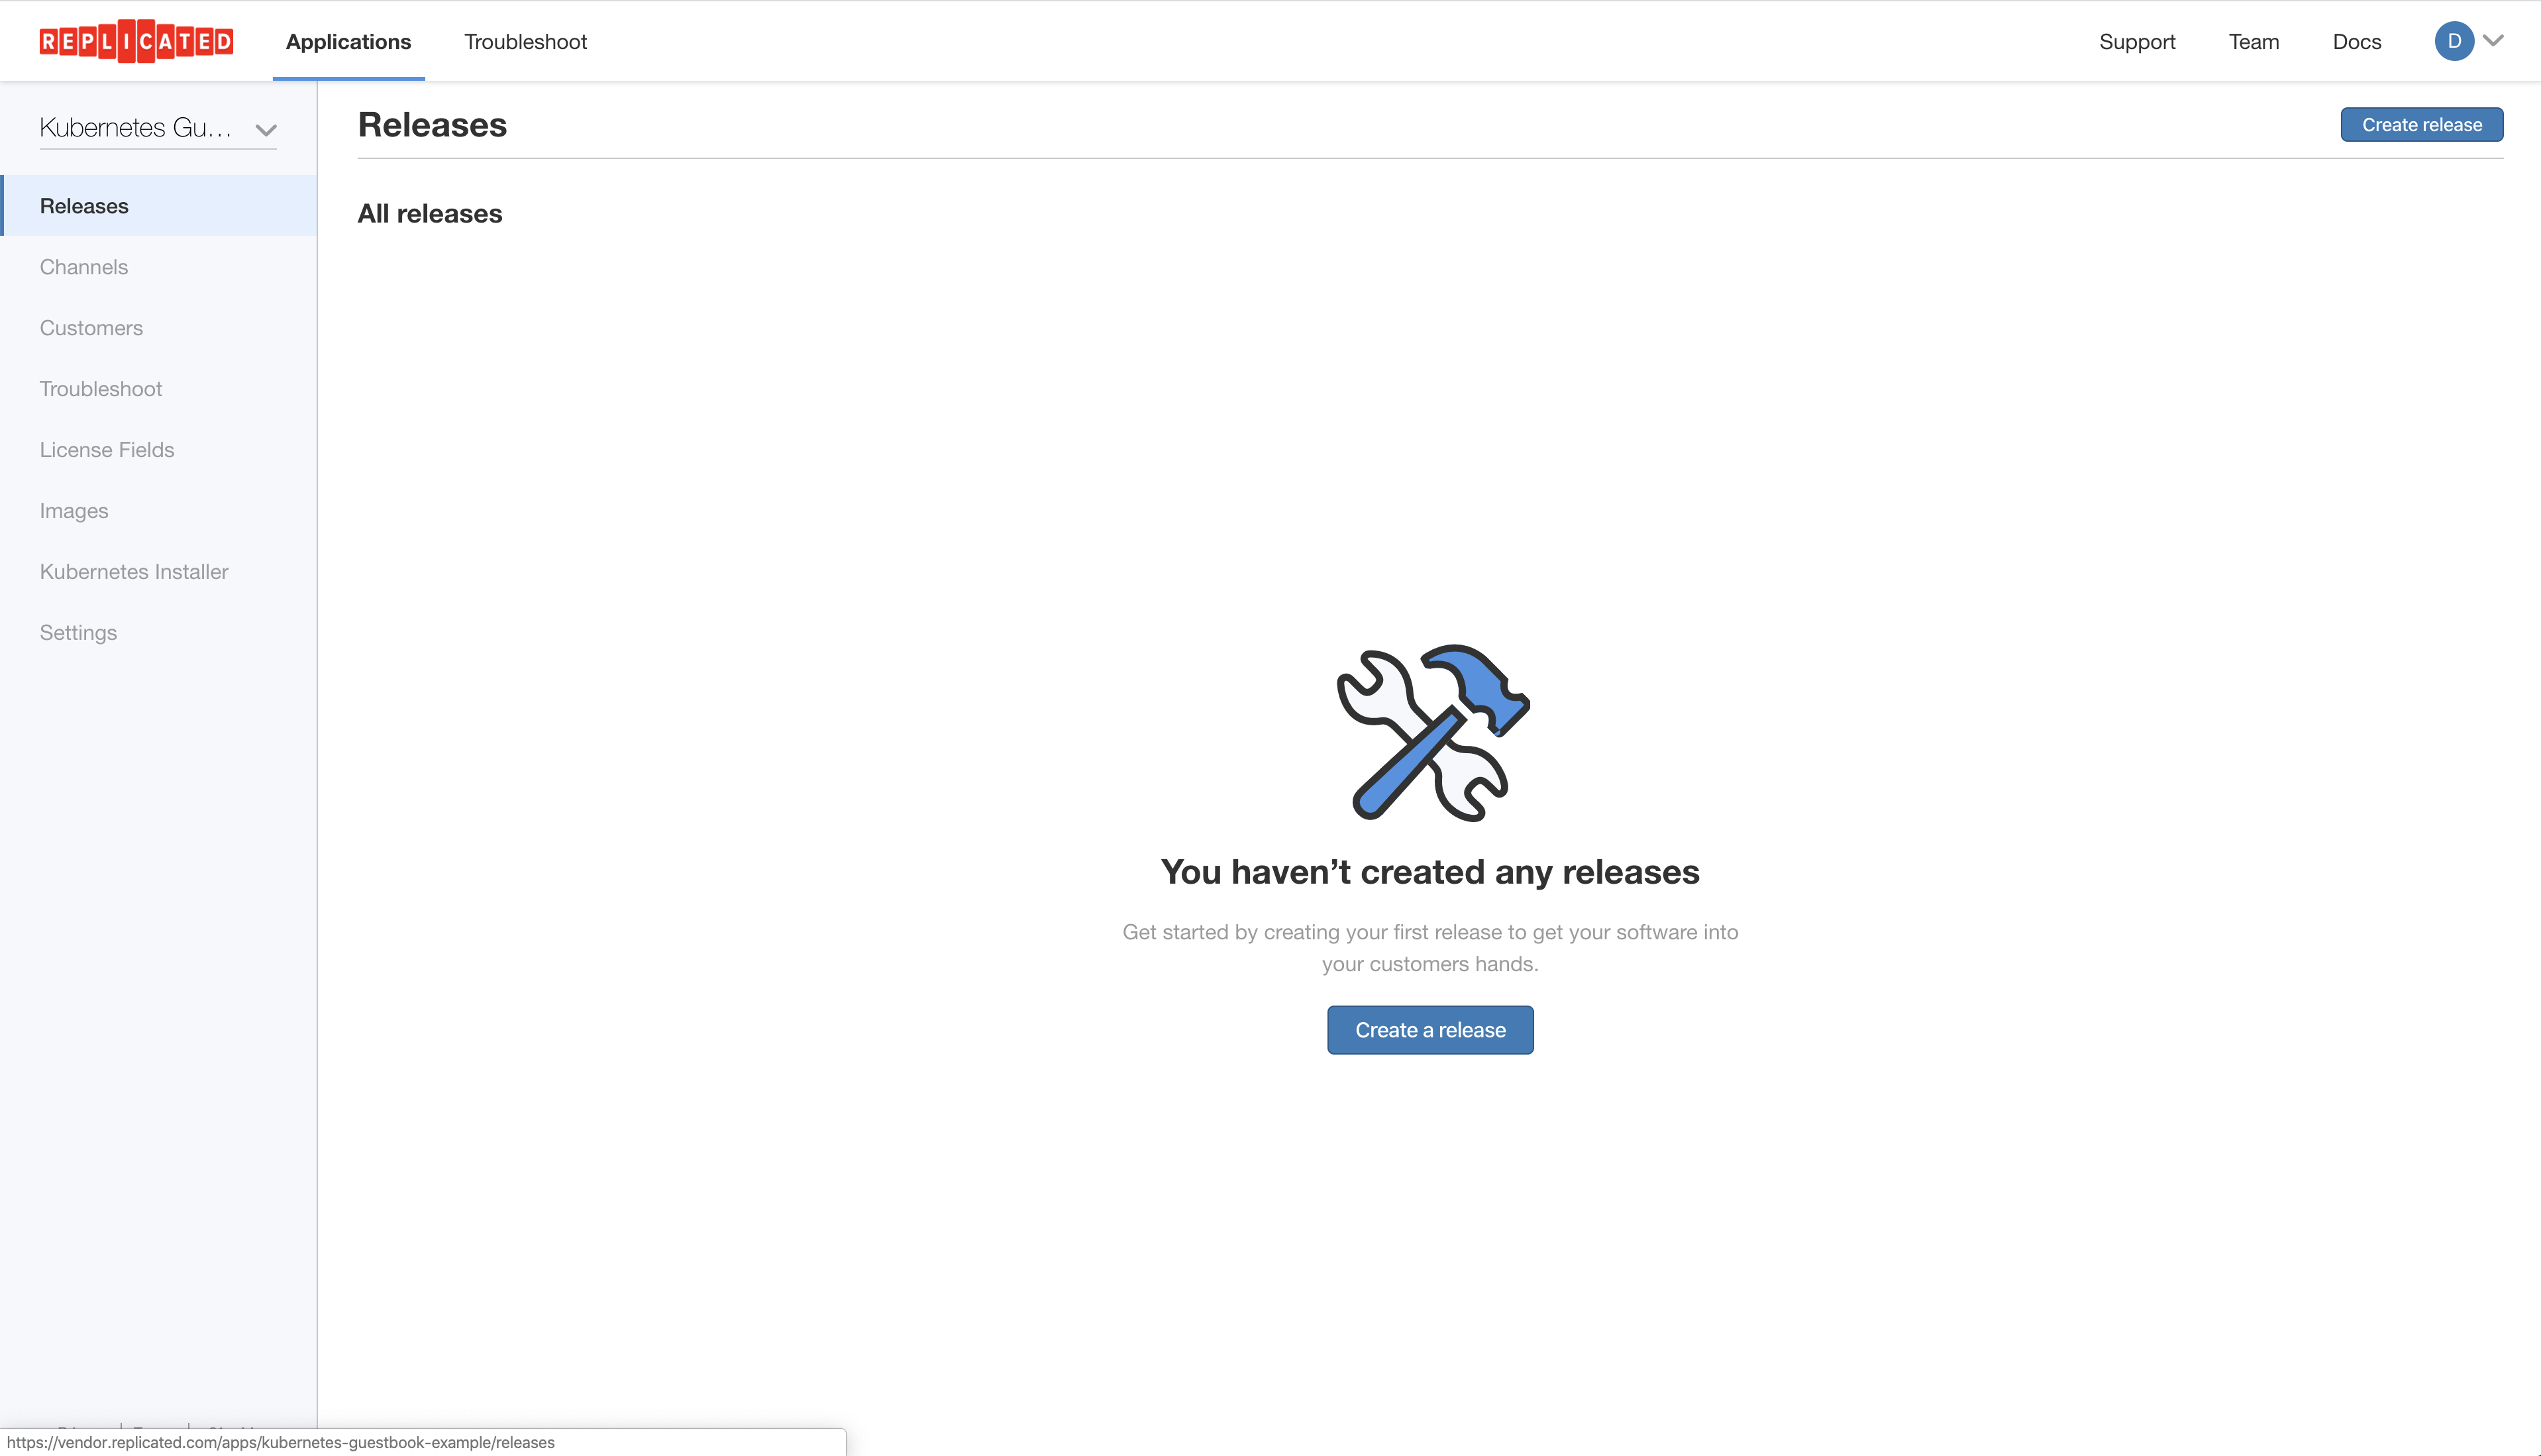 REPLICATED Applications Troubleshoot Support Team Docs D
Kubernetes Gu...
Releases
Channels
Customers
Troubleshoot
License Fields
Images
Kubernetes Installer
Settings
Releases
Create release
All releases
You haven’t created any releases
Get started by creating your first release to get your software into
your customers hands.
Create a release
https://vendor.replicated.com/apps/kubernetes-guestbook-example/releases